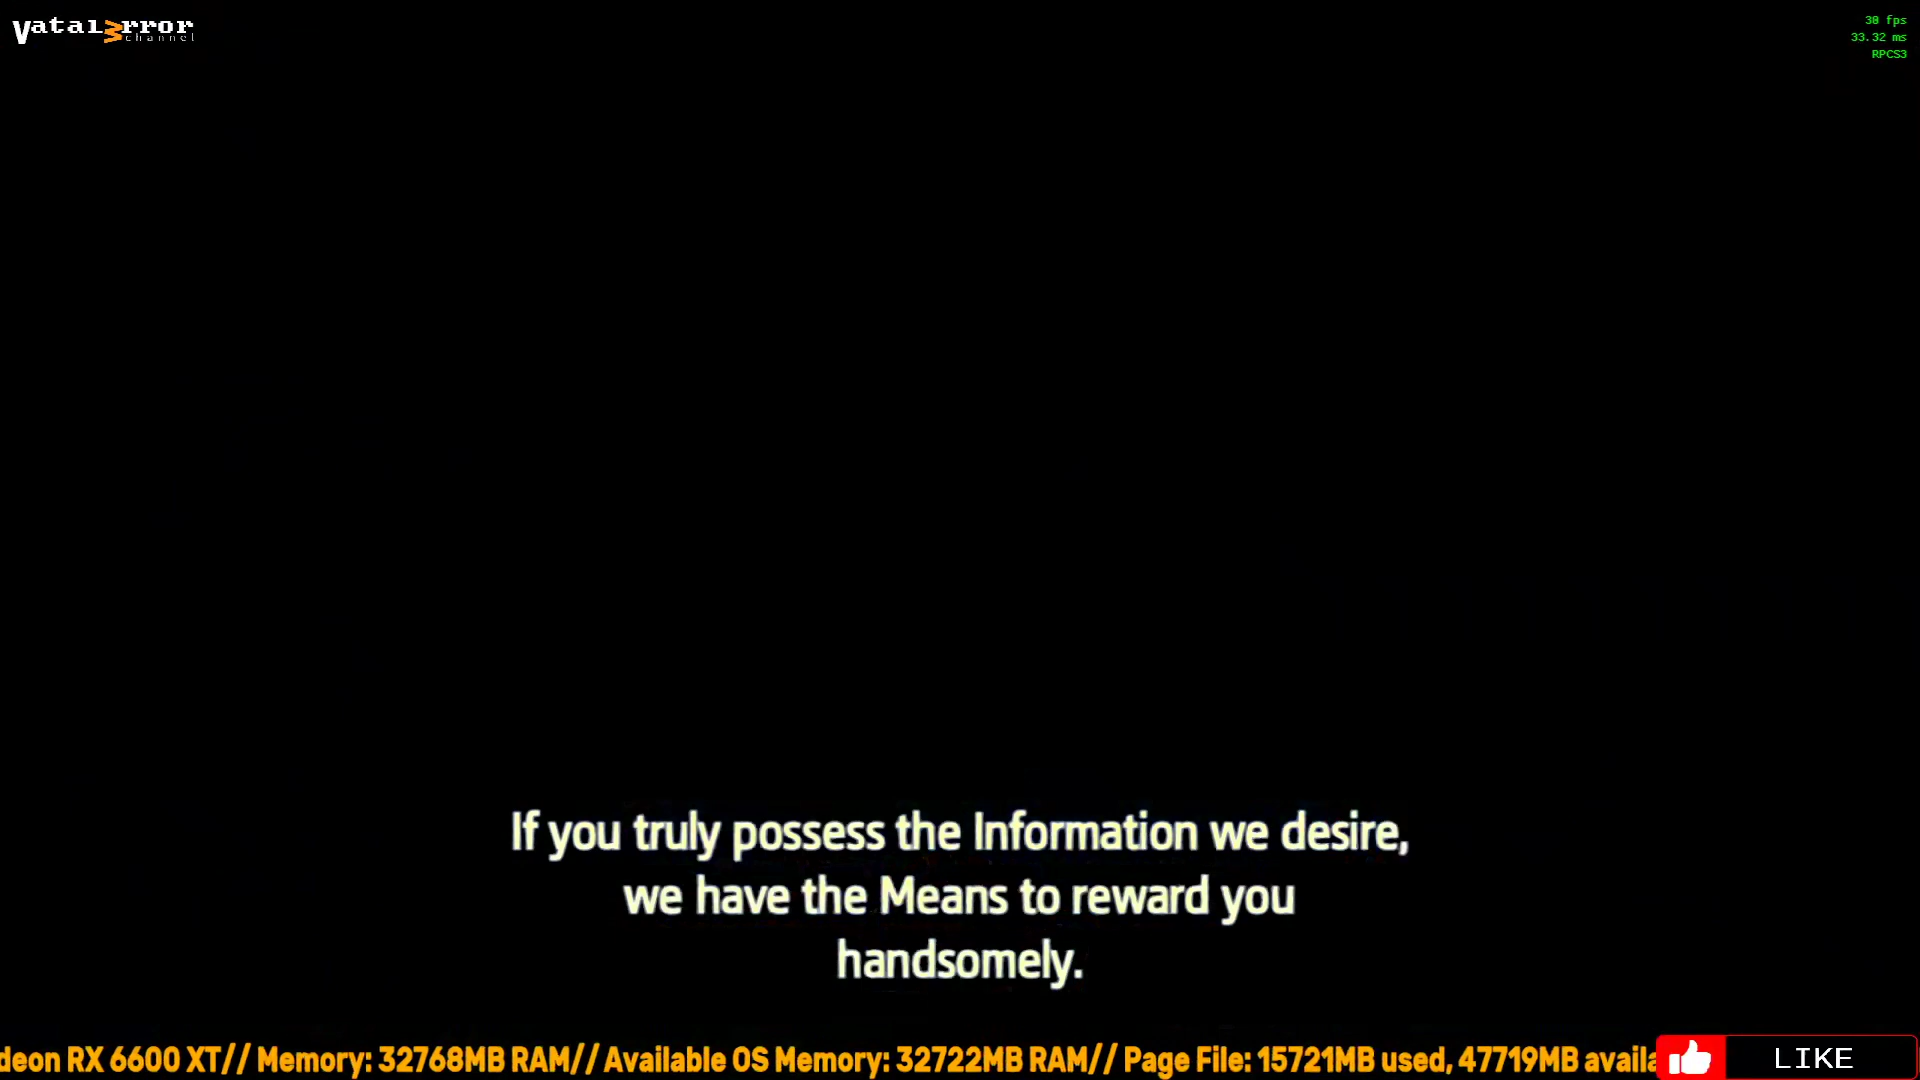 Vatal3rror
channel
30 fps
33.32 ms
RPCS3
If you truly possess the Information we desire,
we have the Means to reward you
handsomely.
deon RX 6600 XT// Memory: 32768MB RAM// Available OS Memory: 32722MB RAM// Page File: 15721MB used, 47719MB availa
LIKE